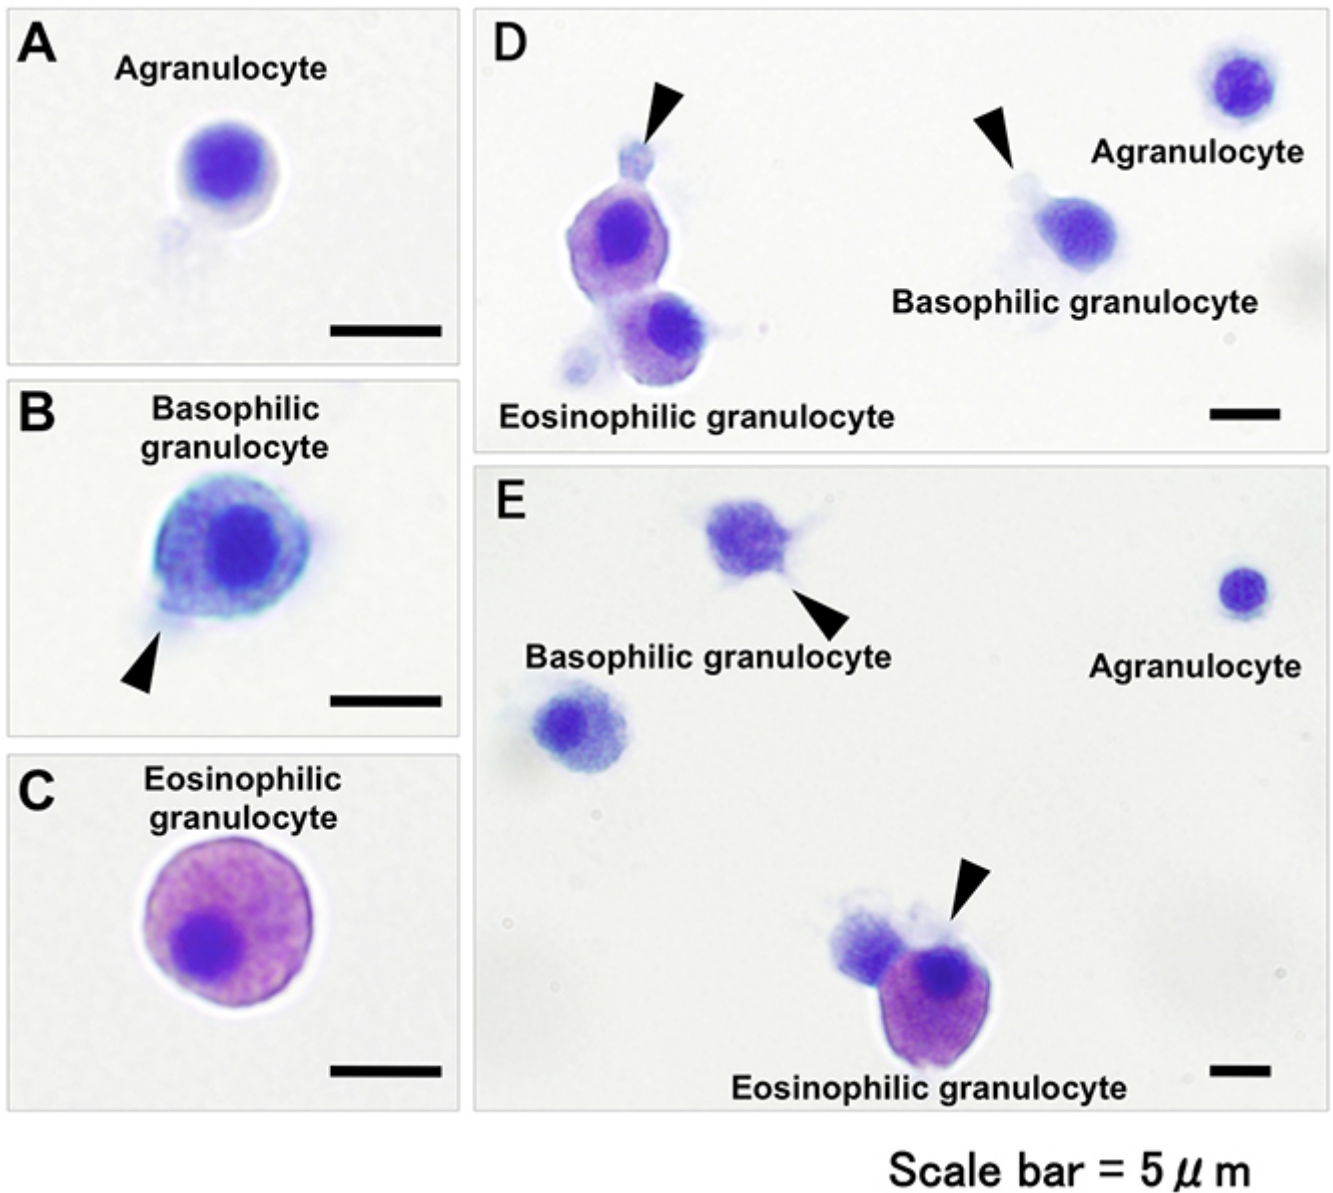 A
Agranulocyte
B
Basophilic
granulocyte
C
Eosinophilic
granulocyte
D
Agranulocyte
Basophilic granulocyte
Eosinophilic granulocyte
E
Basophilic granulocyte
Agranulocyte
Eosinophilic granulocyte
Scale bar = 5 μm